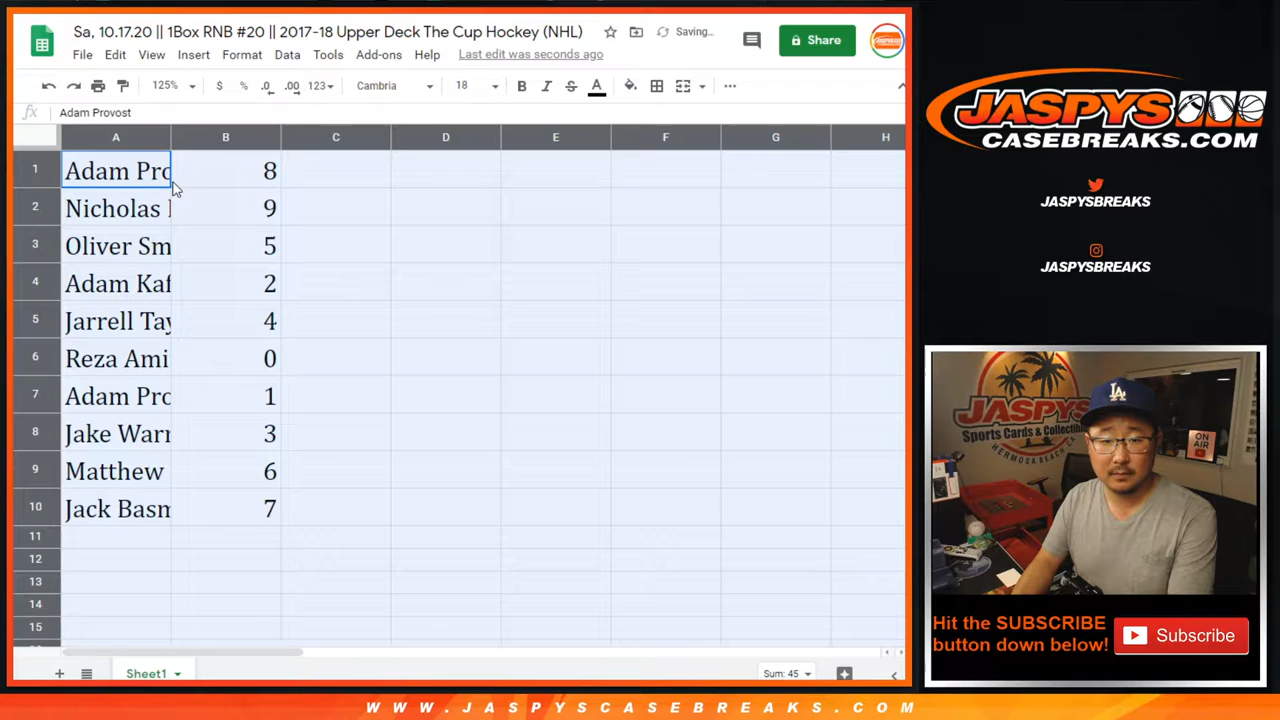 Sa, 10.17.20 || 1Box RNB #20 || 2017-18 Upper Deck The Cup Hockey (NHL)
Saving...
Share
File Edit View Insert Format Data Tools Add-ons Help Last edit was seconds ago
125% $ % .0 .00 123 Cambria 18 B I S A
fx Adam Provost
A B C D E F G H
1 Adam Pro 8
2 Nicholas 9
3 Oliver Sm 5
4 Adam Kaf 2
5 Jarrell Tay 4
6 Reza Ami 0
7 Adam Pro 1
8 Jake Warr 3
9 Matthew 6
10 Jack Basm 7
11
12
13
14
15
Sheet1
Sum: 45
JASPYS
CASEBREAKS.COM
JASPYSBREAKS
JASPYSBREAKS
JASPYS
Sports Cards & Collectibl
HERMOSA BEACH, CA
LA
ON
AIR
Hit the SUBSCRIBE
button down below!
Subscribe
WWW.JASPYSCASEBREAKS.COM